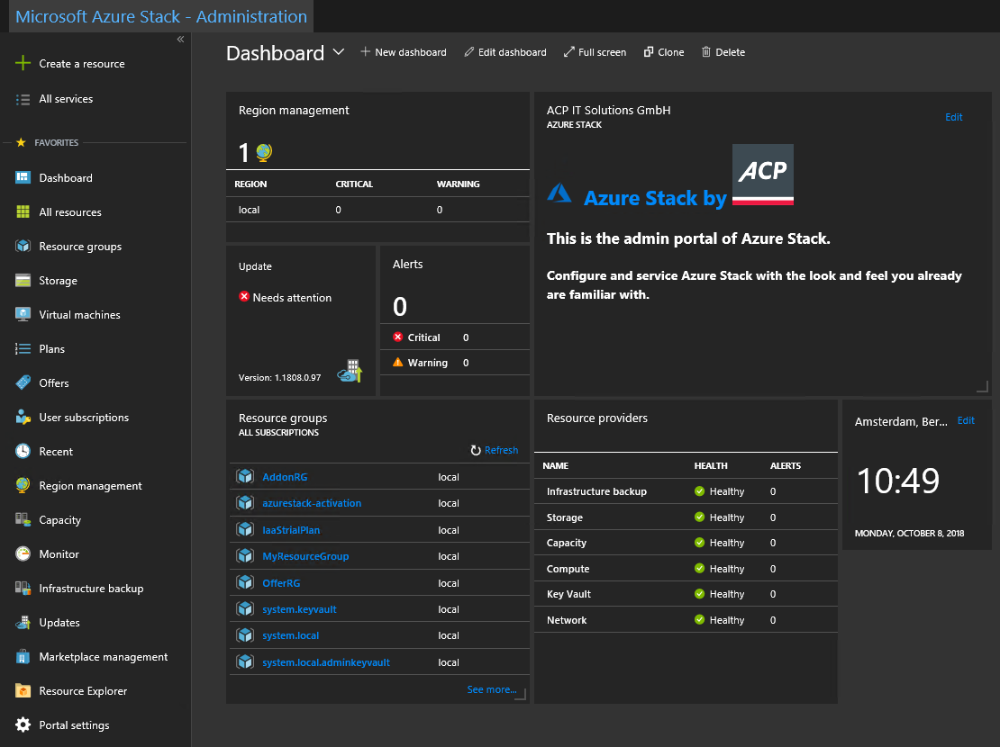 Microsoft Azure Stack - Administration
Create a resource
All services
FAVORITES
Dashboard
All resources
Resource groups
Storage
Virtual machines
Plans
Offers
User subscriptions
Recent
Region management
Capacity
Monitor
Infrastructure backup
Updates
Marketplace management
Resource Explorer
Portal settings
Dashboard New dashboard Edit dashboard Full screen Clone Delete
Region management
1
REGION CRITICAL WARNING
local 0 0
ACP IT Solutions GmbH
AZURE STACK
Edit
Azure Stack by ACP
This is the admin portal of Azure Stack.
Configure and service Azure Stack with the look and feel you already
are familiar with.
Update
Needs attention
Version: 1.1808.0.97
Alerts
0
Critical 0
Warning 0
Resource groups
ALL SUBSCRIPTIONS
Refresh
AddonRG local
azurestack-activation local
IaaStrialPlan local
MyResourceGroup local
OfferRG local
system.keyvault local
system.local local
system.local.adminkeyvault local
See more...
Resource providers
NAME HEALTH ALERTS
Infrastructure backup Healthy 0
Storage Healthy 0
Capacity Healthy 0
Compute Healthy 0
Key Vault Healthy 0
Network Healthy 0
Amsterdam, Ber... Edit
10:49
MONDAY, OCTOBER 8, 2018